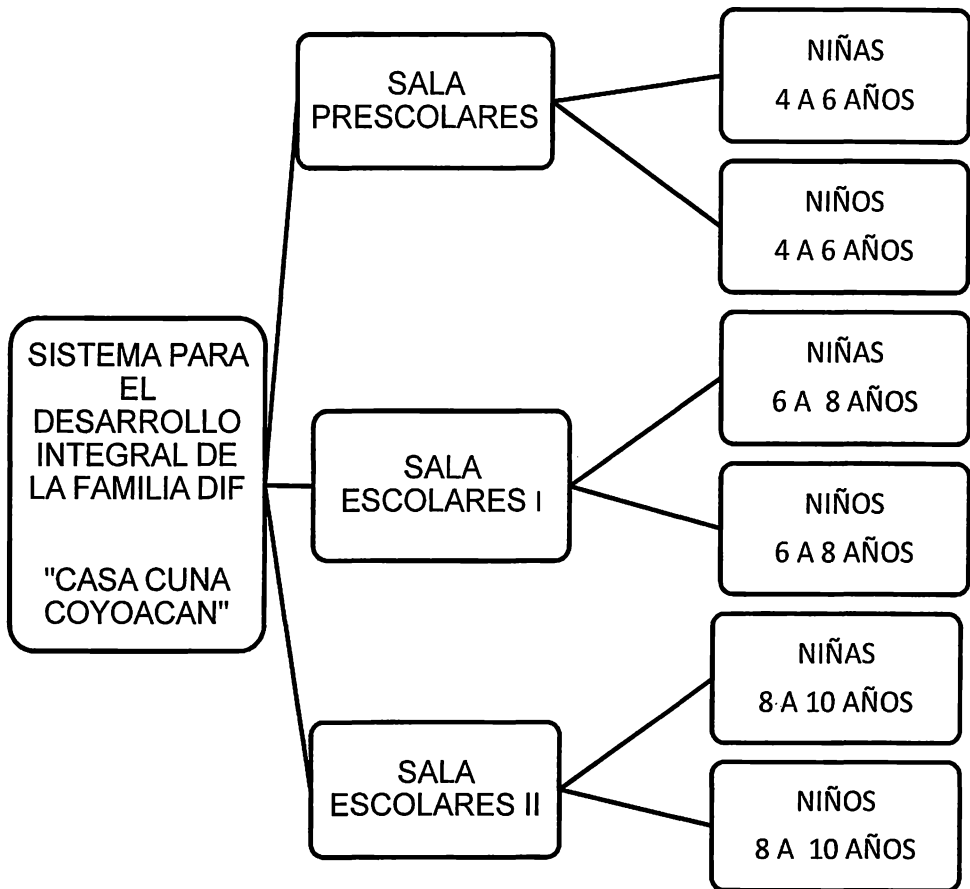 SISTEMA PARA
EL
DESARROLLO
INTEGRAL DE
LA FAMILIA DIF
"CASA CUNA
COYOACAN"
SALA
PRESCOLARES
NIÑAS
4 A 6 AÑOS
NIÑOS
4 A 6 AÑOS
SALA
ESCOLARES I
NIÑAS
6 A 8 AÑOS
NIÑOS
6 A 8 AÑOS
SALA
ESCOLARES II
NIÑAS
8 A 10 AÑOS
NIÑOS
8 A 10 AÑOS